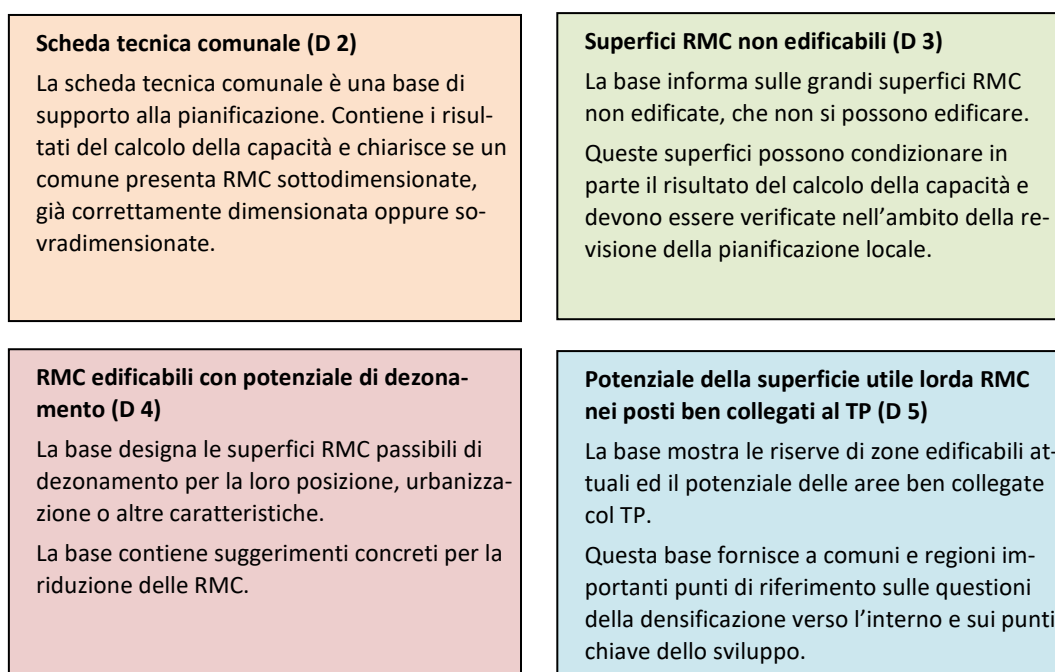 Scheda tecnica comunale (D 2)
La scheda tecnica comunale è una base di
supporto alla pianificazione. Contiene i risul-
tati del calcolo della capacità e chiarisce se un
comune presenta RMC sottodimensionate,
già correttamente dimensionata oppure so-
vradimensionate.
Superfici RMC non edificabili (D 3)
La base informa sulle grandi superfici RMC
non edificate, che non si possono edificare.
Queste superfici possono condizionare in
parte il risultato del calcolo della capacità e
devono essere verificate nell’ambito della re-
visione della pianificazione locale.
RMC edificabili con potenziale di dezona-
mento (D 4)
La base designa le superfici RMC passibili di
dezonamento per la loro posizione, urbanizza-
zione o altre caratteristiche.
La base contiene suggerimenti concreti per la
riduzione delle RMC.
Potenziale della superficie utile lorda RMC
nei posti ben collegati al TP (D 5)
La base mostra le riserve di zone edificabili at-
tuali ed il potenziale delle aree ben collegate
col TP.
Questa base fornisce a comuni e regioni im-
portanti punti di riferimento sulle questioni
della densificazione verso l’interno e sui punti
chiave dello sviluppo.